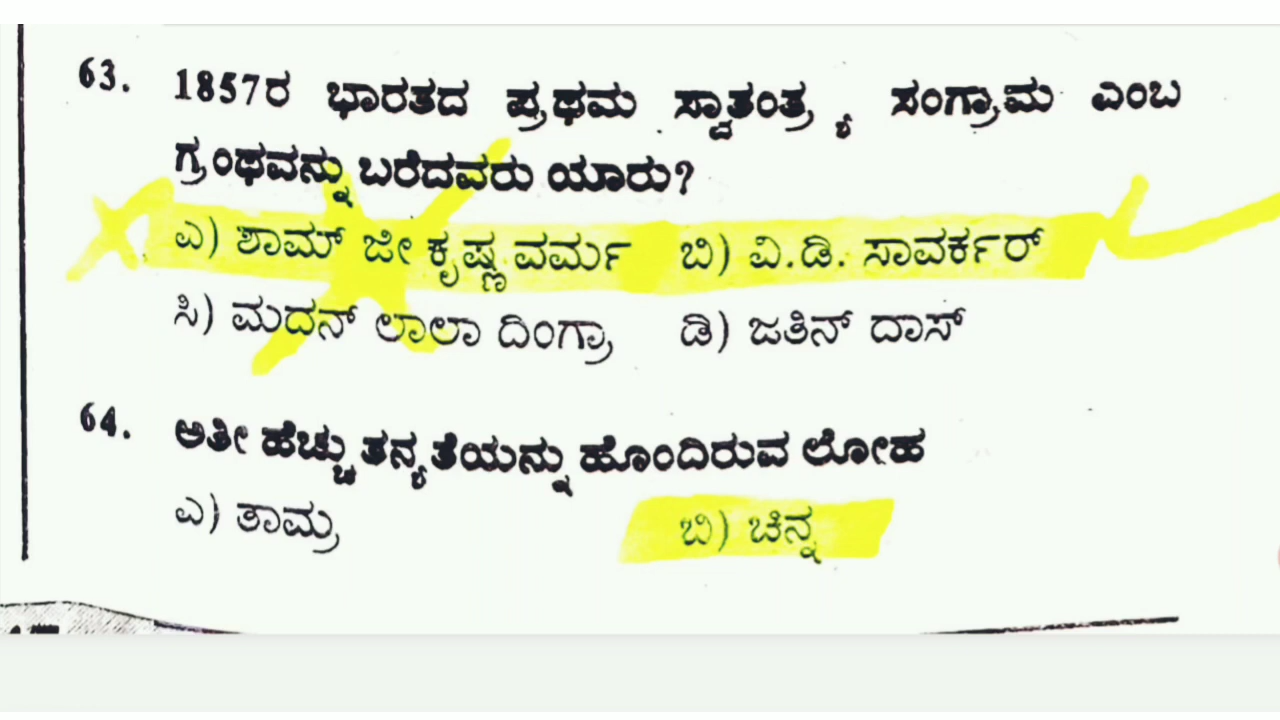 63. 1857ರ ಭಾರತದ ಪ್ರಥಮ ಸ್ವಾತಂತ್ರ್ಯ ಸಂಗ್ರಾಮ ಎಂಬ
ಗ್ರಂಥವನ್ನು ಬರೆದವರು ಯಾರು?
ಎ) ಶಾಮ್ ಜೀ ಕೃಷ್ಣ ವರ್ಮ ಬಿ) ವಿ.ಡಿ. ಸಾವರ್ಕರ್
ಸಿ) ಮದನ್ ಲಾಲಾ ದಿಂಗ್ರಾ ಡಿ) ಜತಿನ್ ದಾಸ್
64. ಅತೀ ಹೆಚ್ಚು ತನ್ಯತೆಯನ್ನು ಹೊಂದಿರುವ ಲೋಹ
ಎ) ತಾಮ್ರ ಬಿ) ಚಿನ್ನ